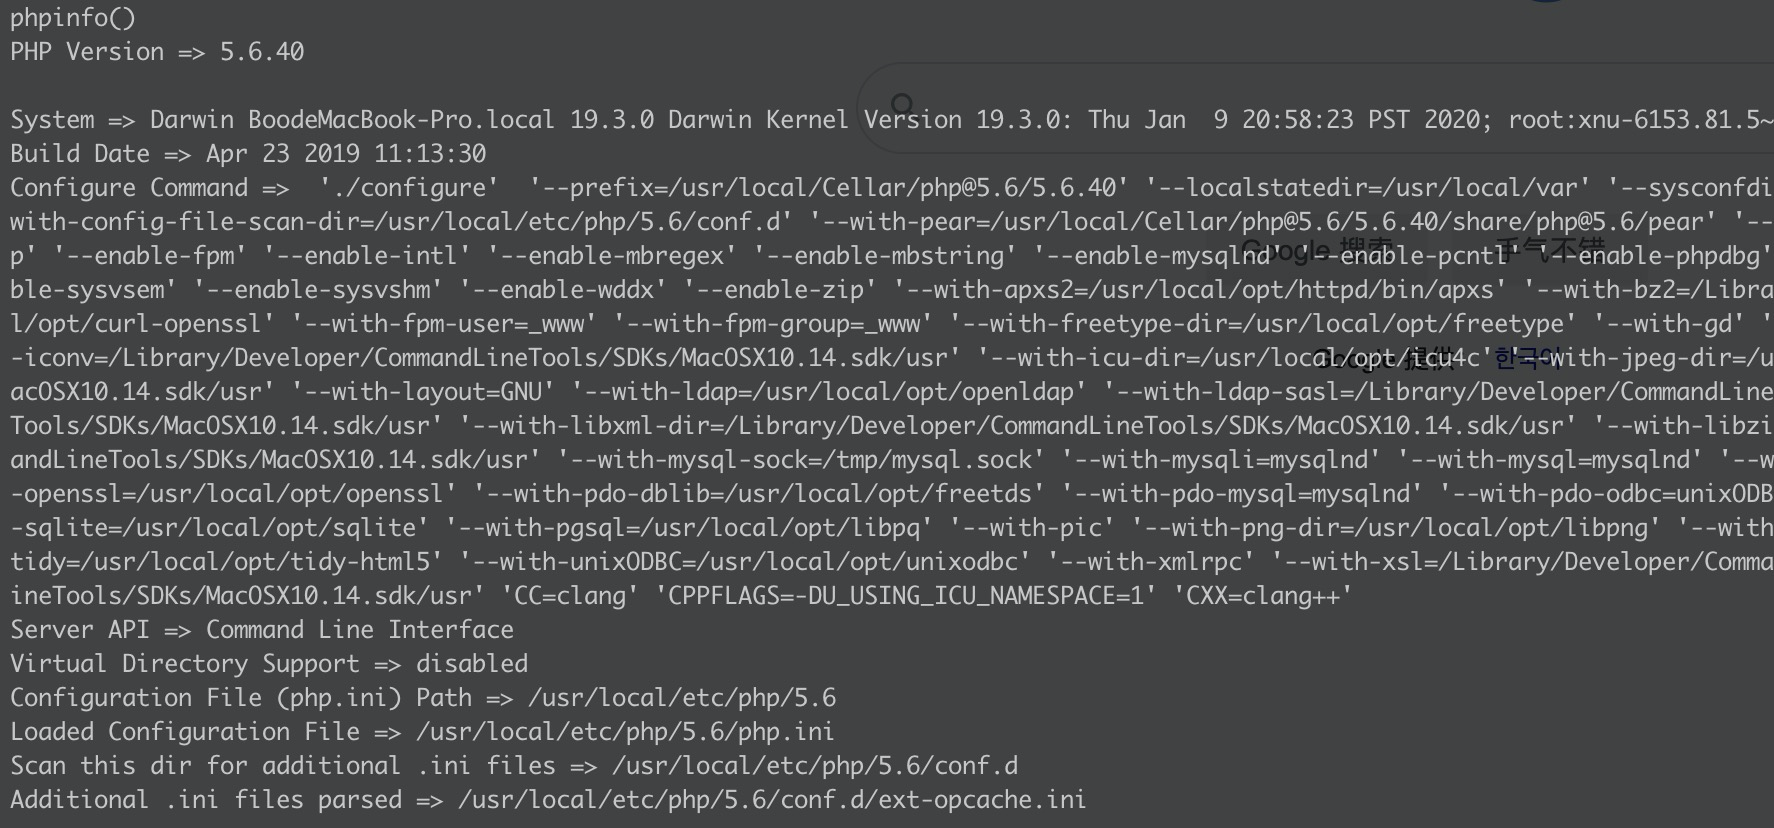 phpinfo()
PHP Version => 5.6.40
System => Darwin BoodeMacBook-Pro.local 19.3.0 Darwin Kernel Version 19.3.0: Thu Jan  9 20:58:23 PST 2020; root:xnu-6153.81.5~
Build Date => Apr 23 2019 11:13:30
Configure Command =>  './configure'  '--prefix=/usr/local/Cellar/php@5.6/5.6.40' '--localstatedir=/usr/local/var' '--sysconfdi
with-config-file-scan-dir=/usr/local/etc/php/5.6/conf.d' '--with-pear=/usr/local/Cellar/php@5.6/5.6.40/share/php@5.6/pear' '--
p' '--enable-fpm' '--enable-intl' '--enable-mbregex' '--enable-mbstring' '--enable-mysqlnd' '--enable-pcntl' '--enable-phpdbg'
Google 搜索 手气不错
ble-sysvsem' '--enable-sysvshm' '--enable-wddx' '--enable-zip' '--with-apxs2=/usr/local/opt/httpd/bin/apxs' '--with-bz2=/Libra
l/opt/curl-openssl' '--with-fpm-user=_www' '--with-fpm-group=_www' '--with-freetype-dir=/usr/local/opt/freetype' '--with-gd' '
-iconv=/Library/Developer/CommandLineTools/SDKs/MacOSX10.14.sdk/usr' '--with-icu-dir=/usr/local/opt/icu4c' '--with-jpeg-dir=/u
Google 提供 한국어
acOSX10.14.sdk/usr' '--with-layout=GNU' '--with-ldap=/usr/local/opt/openldap' '--with-ldap-sasl=/Library/Developer/CommandLine
Tools/SDKs/MacOSX10.14.sdk/usr' '--with-libxml-dir=/Library/Developer/CommandLineTools/SDKs/MacOSX10.14.sdk/usr' '--with-libzi
andLineTools/SDKs/MacOSX10.14.sdk/usr' '--with-mysql-sock=/tmp/mysql.sock' '--with-mysqli=mysqlnd' '--with-mysql=mysqlnd' '--w
-openssl=/usr/local/opt/openssl' '--with-pdo-dblib=/usr/local/opt/freetds' '--with-pdo-mysql=mysqlnd' '--with-pdo-odbc=unixODB
-sqlite=/usr/local/opt/sqlite' '--with-pgsql=/usr/local/opt/libpq' '--with-pic' '--with-png-dir=/usr/local/opt/libpng' '--with
tidy=/usr/local/opt/tidy-html5' '--with-unixODBC=/usr/local/opt/unixodbc' '--with-xmlrpc' '--with-xsl=/Library/Developer/Comma
ineTools/SDKs/MacOSX10.14.sdk/usr' 'CC=clang' 'CPPFLAGS=-DU_USING_ICU_NAMESPACE=1' 'CXX=clang++'
Server API => Command Line Interface
Virtual Directory Support => disabled
Configuration File (php.ini) Path => /usr/local/etc/php/5.6
Loaded Configuration File => /usr/local/etc/php/5.6/php.ini
Scan this dir for additional .ini files => /usr/local/etc/php/5.6/conf.d
Additional .ini files parsed => /usr/local/etc/php/5.6/conf.d/ext-opcache.ini